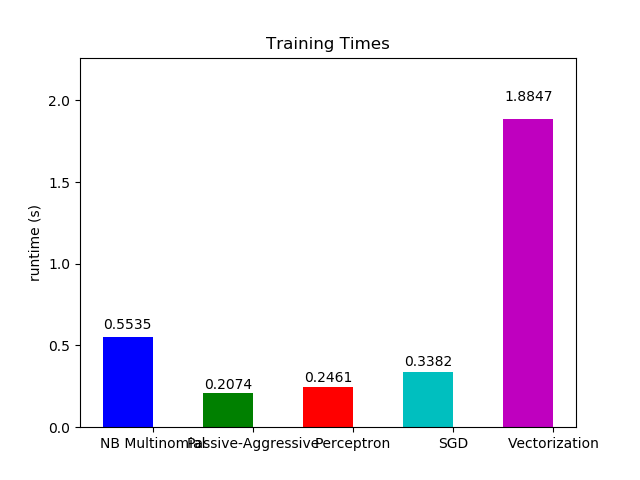 Training Times
runtime (s)
2.0
1.5
1.0
0.5
0.0
0.5535
0.2074
0.2461
0.3382
1.8847
NB Multinomial
Passive-Aggressive
Perceptron
SGD
Vectorization